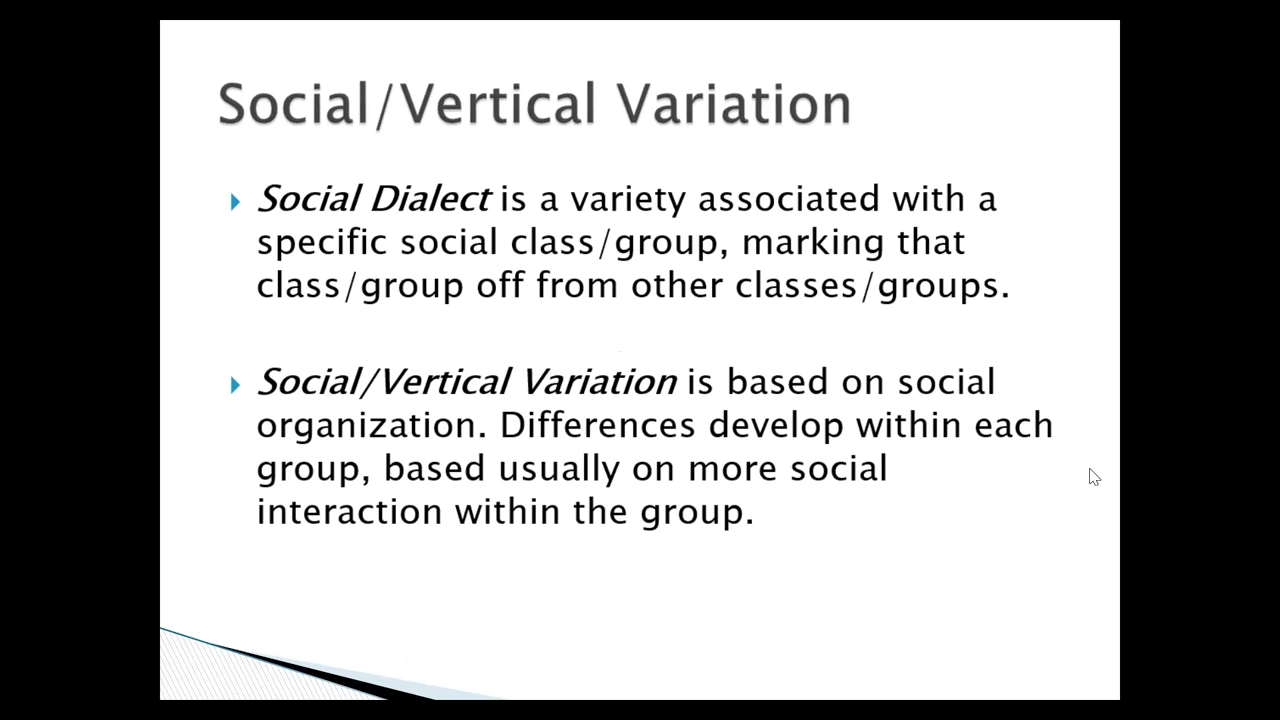 Social/Vertical Variation
Social Dialect is a variety associated with a
specific social class/group, marking that
class/group off from other classes/groups.
Social/Vertical Variation is based on social
organization. Differences develop within each
group, based usually on more social
interaction within the group.